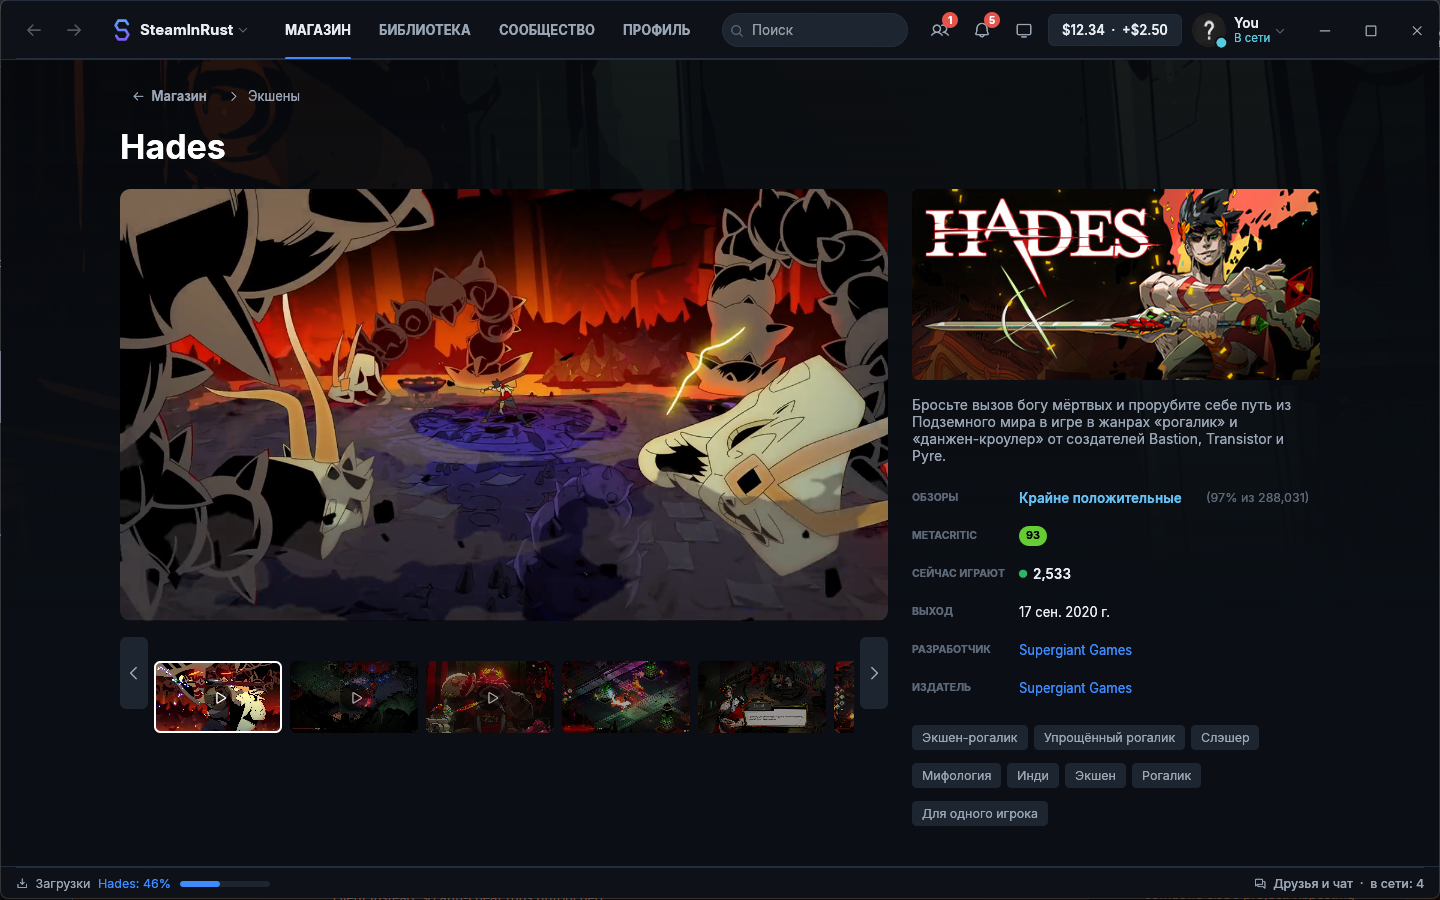 SteamInRust
МАГАЗИН
БИБЛИОТЕКА
СООБЩЕСТВО
ПРОФИЛЬ
Поиск
1
5
$12.34 · +$2.50
?
You
В сети
← Магазин > Экшены
Hades
HADES
Бросьте вызов богу мёртвых и прорубите себе путь из
Подземного мира в игре в жанрах «рогалик» и
«данжен-кроулер» от создателей Bastion, Transistor и
Pyre.
ОБЗОРЫ Крайне положительные (97% из 288,031)
METACRITIC 93
СЕЙЧАС ИГРАЮТ 2,533
ВЫХОД 17 сен. 2020 г.
РАЗРАБОТЧИК Supergiant Games
ИЗДАТЕЛЬ Supergiant Games
Экшен-рогалик Упрощённый рогалик Слэшер
Мифология Инди Экшен Рогалик
Для одного игрока
Загрузки Hades: 46%
Друзья и чат · в сети: 4